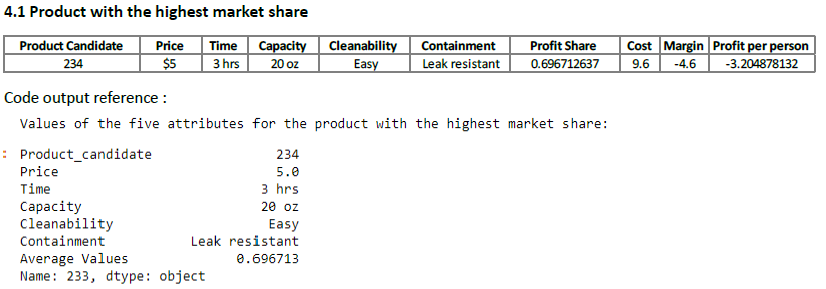 4.1 Product with the highest market share
Product Candidate Price Time Capacity Cleanability Containment Profit Share Cost Margin Profit per person
234 $5 3 hrs 20 oz Easy Leak resistant 0.696712637 9.6 -4.6 -3.204878132
Code output reference :
Values of the five attributes for the product with the highest market share:
: Product_candidate 234
Price 5.0
Time 3 hrs
Capacity 20 oz
Cleanability Easy
Containment Leak resistant
Average Values 0.696713
Name: 233, dtype: object